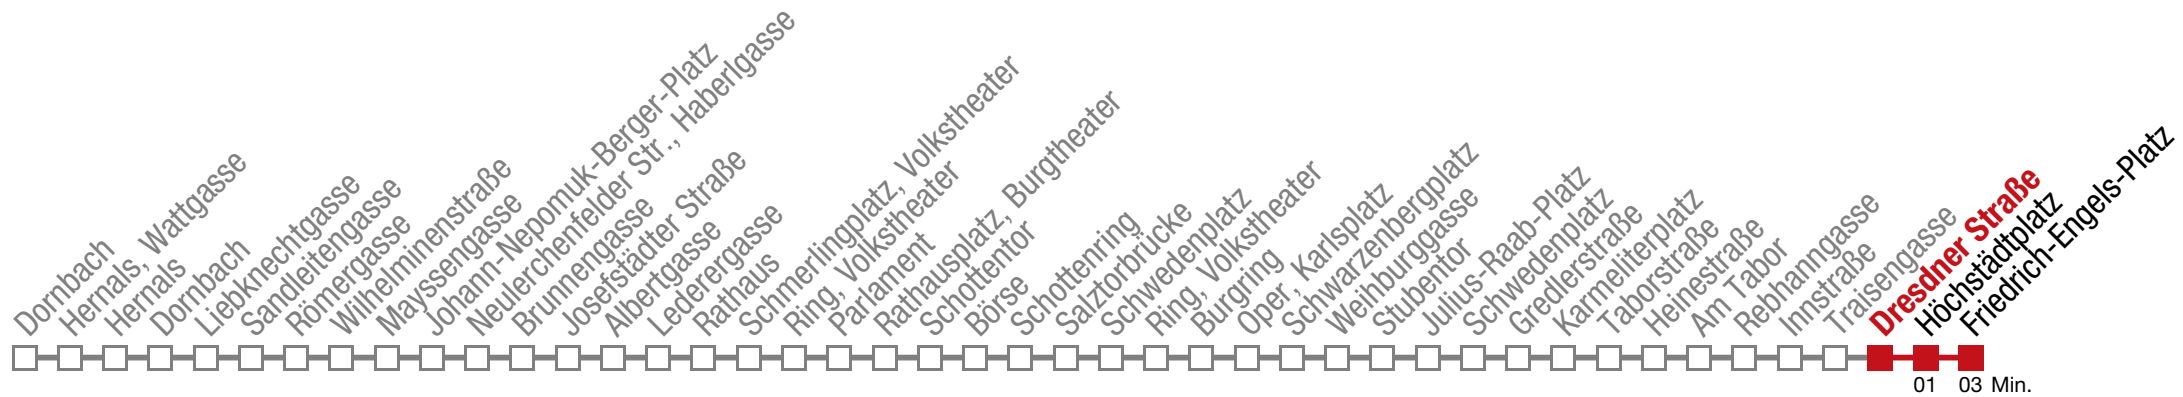 Dornbach
Hernals, Wattgasse
Hernals
Dornbach
Liebknechtgasse
Sandleitengasse
Römergasse
Wilhelminenstraße
Mayssengasse
Johann-Nepomuk-Berger-Platz
Neulerchenfelder Str., Haberlgasse
Brunnengasse
Josefstädter Straße
Albertgasse
Lederergasse
Rathaus
Schmerlingplatz, Volkstheater
Ring, Volkstheater
Parlament
Rathausplatz, Burgtheater
Schottentor
Börse
Schottenring
Salztorbrücke
Schwedenplatz
Ring, Volkstheater
Burgring
Oper, Karlsplatz
Schwarzenbergplatz
Weihburggasse
Stubentor
Julius-Raab-Platz
Schwedenplatz
Gredlerstraße
Karmeliterplatz
Taborstraße
Heinestraße
Am Tabor
Rebhanngasse
Innstraße
Traisengasse
Dresdner Straße
Höchstädtplatz
Friedrich-Engels-Platz
01 03 Min.